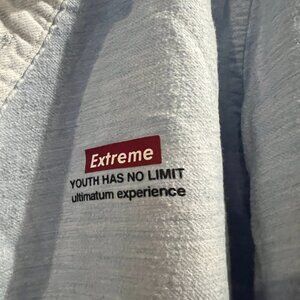 Extreme
YOUTH HAS NO LIMIT
ultimatum experience